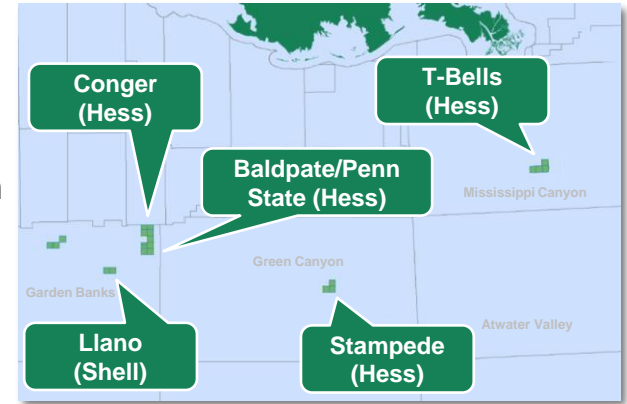 Conger
(Hess)
T-Bells
(Hess)
Baldpate/Penn
State (Hess)
Mississippi Canyon
Green Canyon
Garden Banks
Atwater Valley
Llano
(Shell)
Stampede
(Hess)